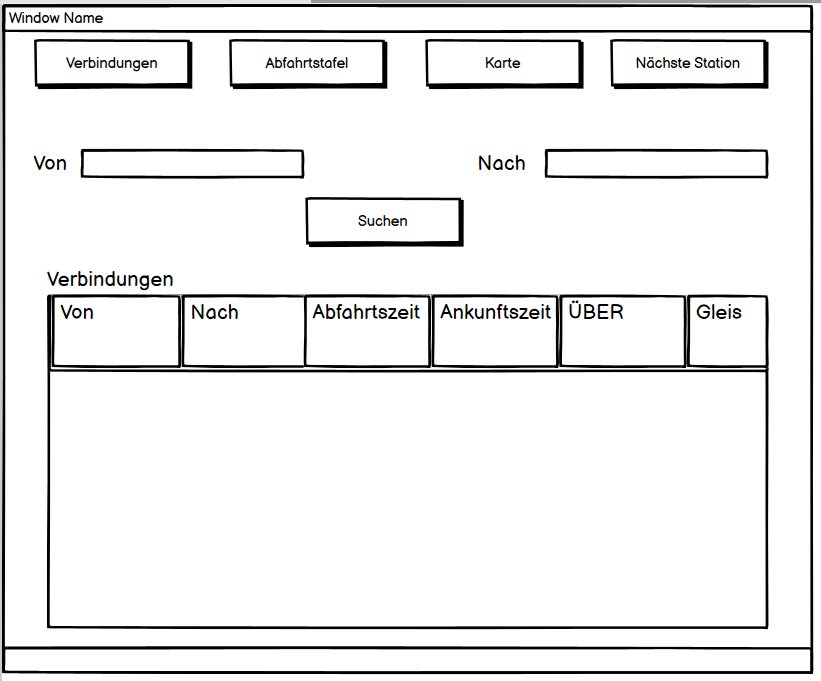 Window Name
Verbindungen Abfahrtstafel Karte Nächste Station
Von Nach
Suchen
Verbindungen
Von Nach Abfahrtszeit Ankunftszeit ÜBER Gleis